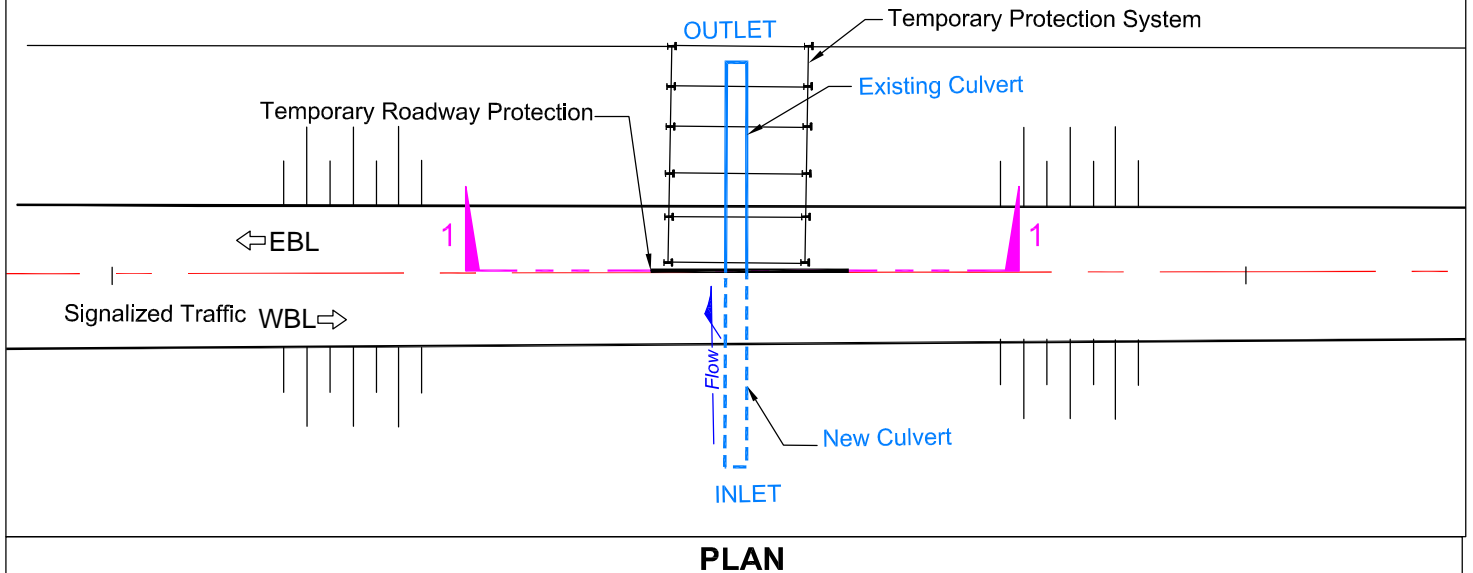 OUTLET
Temporary Protection System
Existing Culvert
Temporary Roadway Protection
1
1
EBL
Signalized Traffic
WBL
Flow
New Culvert
INLET
PLAN